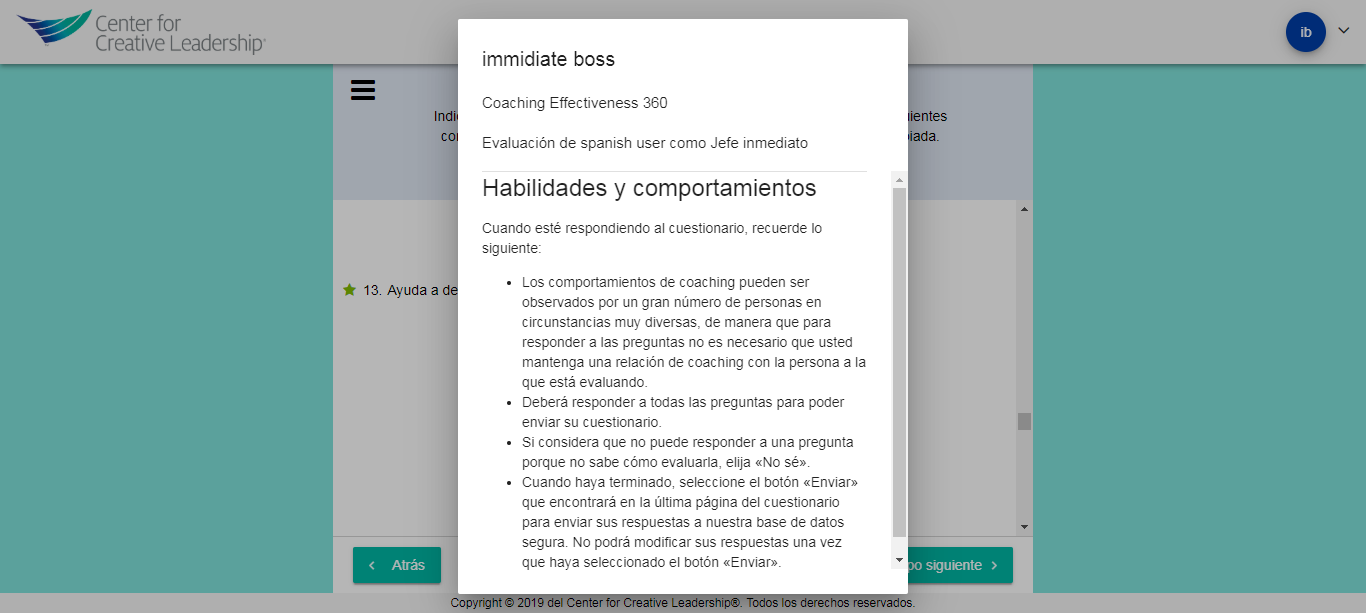 Center for
Creative Leadership®
ib
immidiate boss
Coaching Effectiveness 360
Evaluación de spanish user como Jefe inmediato
Habilidades y comportamientos
Cuando esté respondiendo al cuestionario, recuerde lo
siguiente:
• Los comportamientos de coaching pueden ser
observados por un gran número de personas en
circunstancias muy diversas, de manera que para
responder a las preguntas no es necesario que usted
mantenga una relación de coaching con la persona a la
que está evaluando.
• Deberá responder a todas las preguntas para poder
enviar su cuestionario.
• Si considera que no puede responder a una pregunta
porque no sabe cómo evaluarla, elija «No sé».
• Cuando haya terminado, seleccione el botón «Enviar»
que encontrará en la última página del cuestionario
para enviar sus respuestas a nuestra base de datos
segura. No podrá modificar sus respuestas una vez
que haya seleccionado el botón «Enviar».
13. Ayuda a de
Atrás
siguiente
Copyright © 2019 del Center for Creative Leadership®. Todos los derechos reservados.